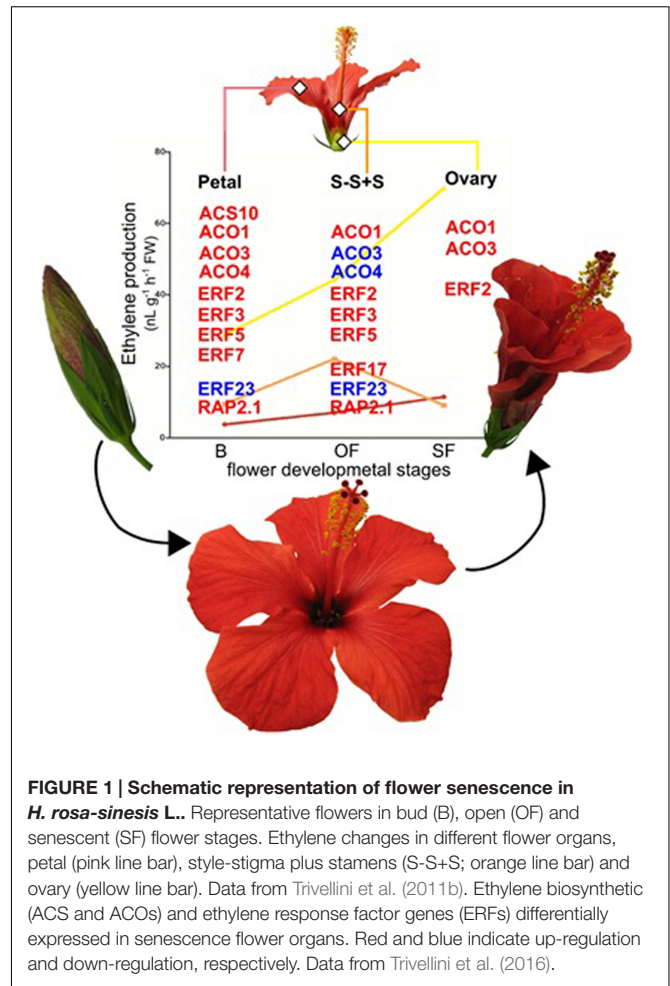 80
Petal S-S+S Ovary
ACS10
ACO1 ACO1 ACO1
ACO3 ACO3 ACO3
ACO4 ACO4
ERF2 ERF2 ERF2
ERF3 ERF3
ERF5 ERF5
ERF7
ERF17
ERF23 ERF23
RAP2.1 RAP2.1
60
40
20
0
Ethylene production
(nL g-1 h-1 FW)
B OF SF
flower developmetal stages
FIGURE 1 | Schematic representation of flower senescence in
H. rosa-sinesis L.. Representative flowers in bud (B), open (OF) and
senescent (SF) flower stages. Ethylene changes in different flower organs,
petal (pink line bar), style-stigma plus stamens (S-S+S; orange line bar) and
ovary (yellow line bar). Data from Trivellini et al. (2011b). Ethylene biosynthetic
(ACS and ACOs) and ethylene response factor genes (ERFs) differentially
expressed in senescence flower organs. Red and blue indicate up-regulation
and down-regulation, respectively. Data from Trivellini et al. (2016).